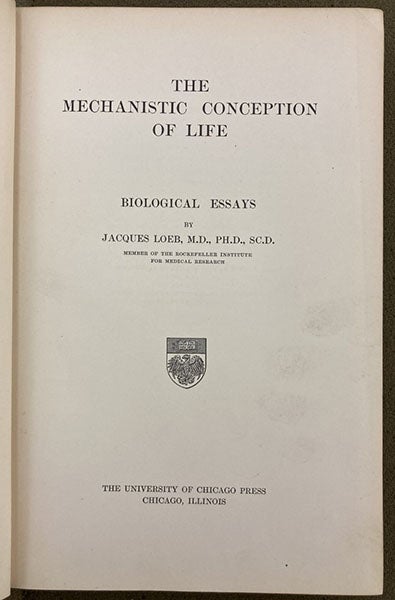 THE
MECHANISTIC CONCEPTION
OF LIFE
BIOLOGICAL ESSAYS
BY
JACQUES LOEB, M.D., PH.D., SC.D.
MEMBER OF THE ROCKEFELLER INSTITUTE
FOR MEDICAL RESEARCH
THE UNIVERSITY OF CHICAGO PRESS
CHICAGO, ILLINOIS